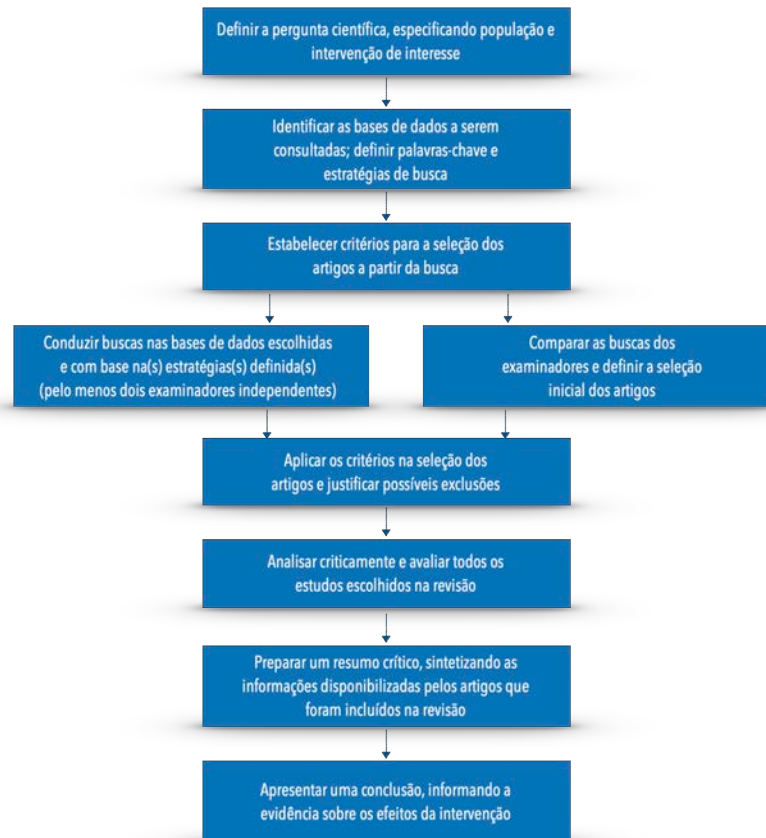 Definir a pergunta científica, especificando população e
intervenção de interesse
Identificar as bases de dados a serem
consultadas; definir palavras-chave e
estratégias de busca
Estabelecer critérios para a seleção dos
artigos a partir da busca
Conduzir buscas nas bases de dados escolhidas
e com base na(s) estratégias(s) definida(s)
(pelo menos dois examinadores independentes)
Comparar as buscas dos
examinadores e definir a seleção
inicial dos artigos
Aplicar os critérios na seleção dos
artigos e justificar possíveis exclusões
Analisar criticamente e avaliar todos os
estudos escolhidos na revisão
Preparar um resumo crítico, sintetizando as
informações disponibilizadas pelos artigos que
foram incluídos na revisão
Apresentar uma conclusão, informando a
evidência sobre os efeitos da intervenção